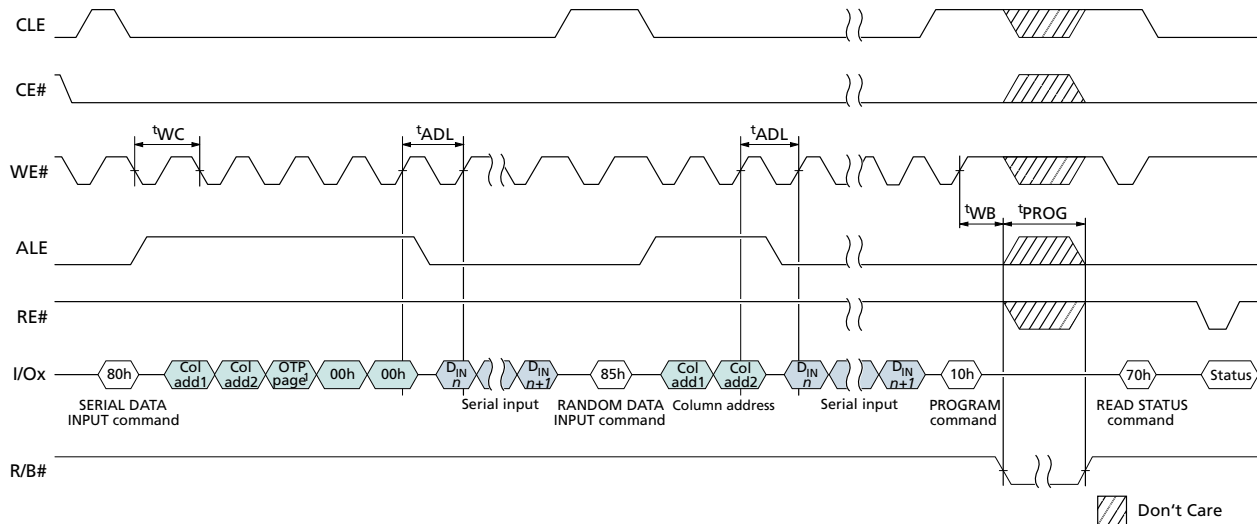 CLE
CE#
tWC
tADL
tADL
WE#
tWB
tPROG
ALE
RE#
I/Ox
80h
Col add1
Col add2
OTP page1
00h
00h
DIN n
DIN n+1
85h
Col add1
Col add2
DIN n
DIN n+1
10h
70h
Status
SERIAL DATA
INPUT command
Serial input
RANDOM DATA
INPUT command
Column address
Serial input
PROGRAM
command
READ STATUS
command
R/B#
Don't Care